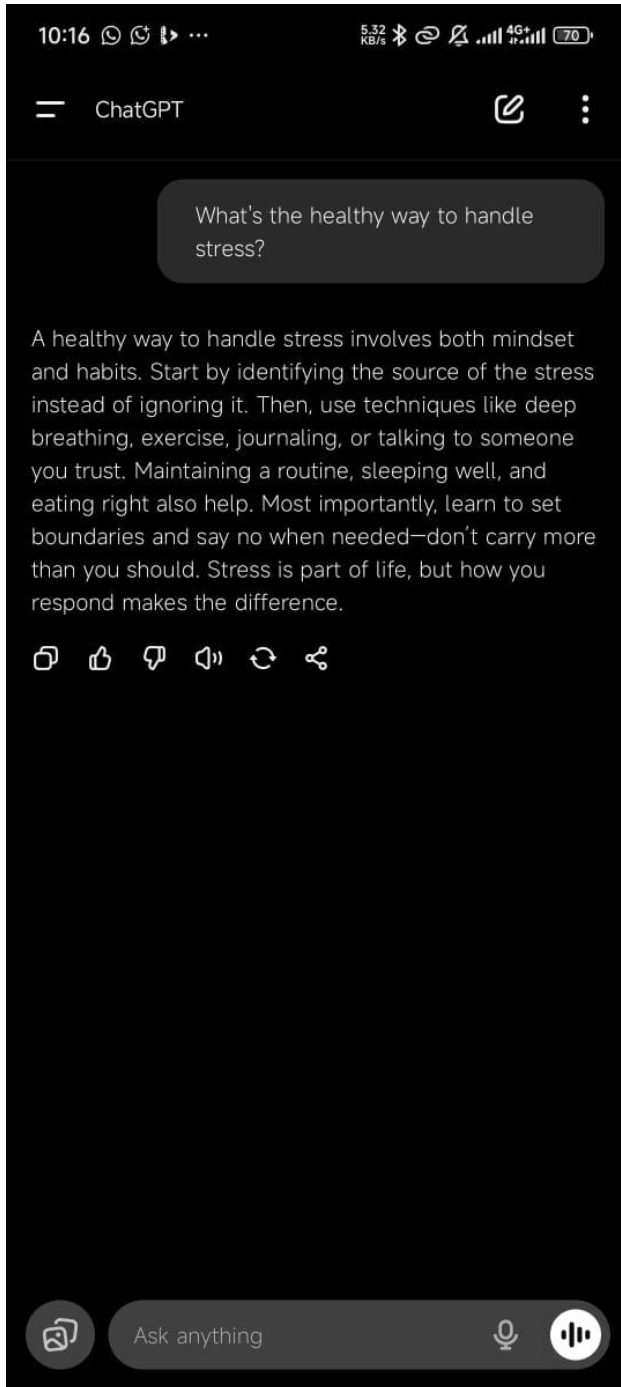 10:16 ... 5.32 KB/s 4G+ 70
ChatGPT
What's the healthy way to handle
stress?
A healthy way to handle stress involves both mindset
and habits. Start by identifying the source of the stress
instead of ignoring it. Then, use techniques like deep
breathing, exercise, journaling, or talking to someone
you trust. Maintaining a routine, sleeping well, and
eating right also help. Most importantly, learn to set
boundaries and say no when needed—don't carry more
than you should. Stress is part of life, but how you
respond makes the difference.
Ask anything